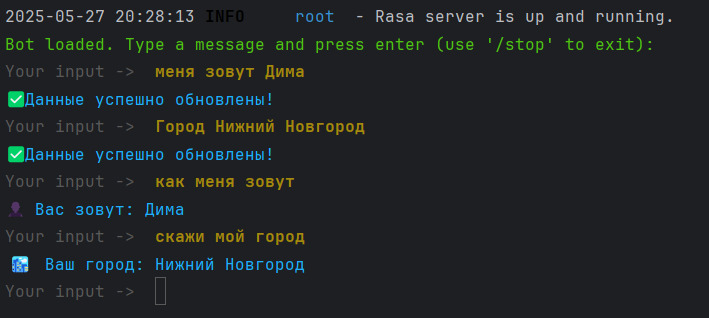 2025-05-27 20:28:13 INFO root - Rasa server is up and running.
Bot loaded. Type a message and press enter (use '/stop' to exit):
Your input -> меня зовут Дима
✅Данные успешно обновлены!
Your input -> Город Нижний Новгород
✅Данные успешно обновлены!
Your input -> как меня зовут
👤 Вас зовут: Дима
Your input -> скажи мой город
🏙 Ваш город: Нижний Новгород
Your input ->